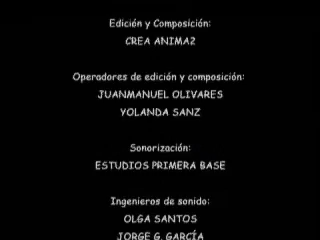 Edición y Composición:
CREA ANIMA2
Operadores de edición y composición:
JUANMANUEL OLIVARES
YOLANDA SANZ
Sonorización:
ESTUDIOS PRIMERA BASE
Ingenieros de sonido:
OLGA SANTOS
JORGE G. GARCÍA